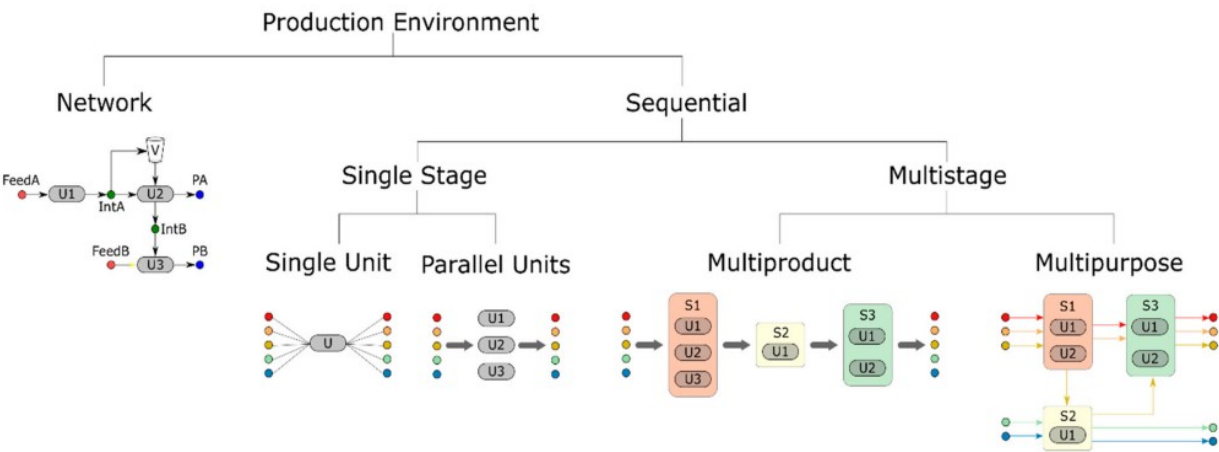 Production Environment
Network
Sequential
V
FeedA
U1
IntA
U2
PA
IntB
FeedB
U3
PB
Single Stage
Multistage
Single Unit
Parallel Units
Multiproduct
Multipurpose
U
U1
U2
U3
S1
U1
U2
U3
S2
U1
S3
U1
U2
S1
U1
U2
S3
U1
U2
S2
U1